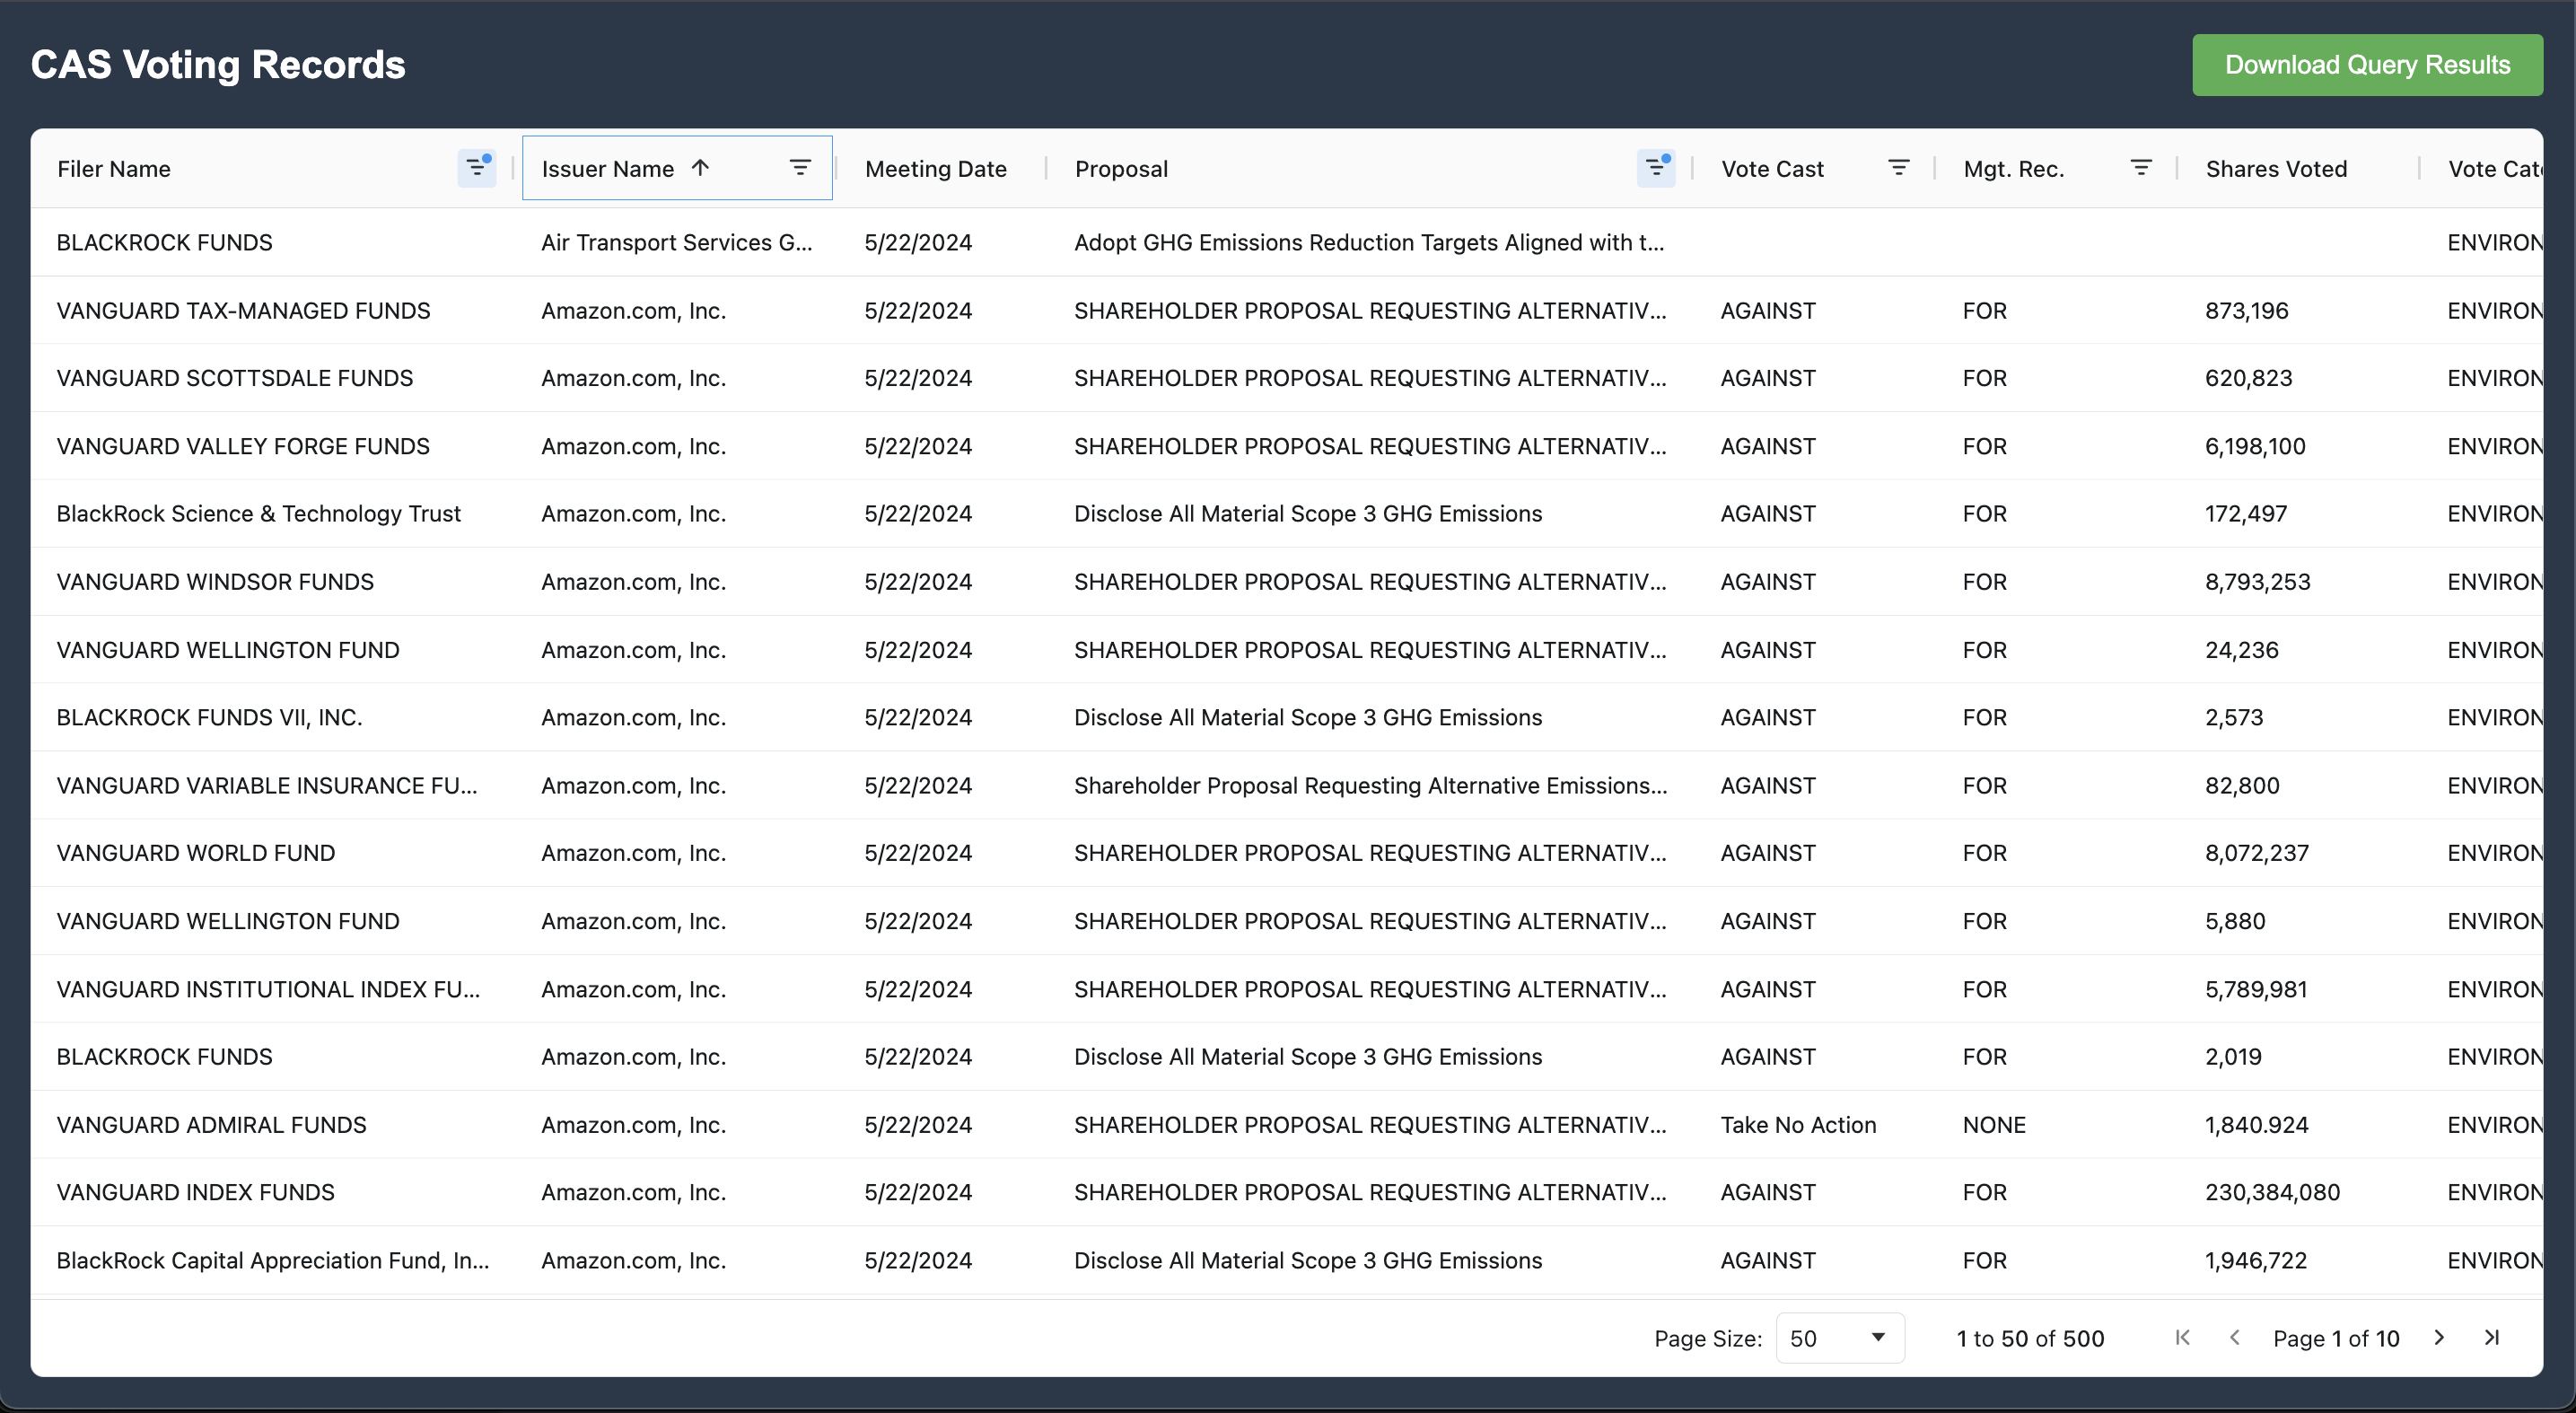 CAS Voting Records
Download Query Results
Filer Name Issuer Name Meeting Date Proposal Vote Cast Mgt. Rec. Shares Voted Vote Cat
BLACKROCK FUNDS Air Transport Services G... 5/22/2024 Adopt GHG Emissions Reduction Targets Aligned with t... ENVIRON
VANGUARD TAX-MANAGED FUNDS Amazon.com, Inc. 5/22/2024 SHAREHOLDER PROPOSAL REQUESTING ALTERNATIV... AGAINST FOR 873,196 ENVIRON
VANGUARD SCOTTSDALE FUNDS Amazon.com, Inc. 5/22/2024 SHAREHOLDER PROPOSAL REQUESTING ALTERNATIV... AGAINST FOR 620,823 ENVIRON
VANGUARD VALLEY FORGE FUNDS Amazon.com, Inc. 5/22/2024 SHAREHOLDER PROPOSAL REQUESTING ALTERNATIV... AGAINST FOR 6,198,100 ENVIRON
BlackRock Science & Technology Trust Amazon.com, Inc. 5/22/2024 Disclose All Material Scope 3 GHG Emissions AGAINST FOR 172,497 ENVIRON
VANGUARD WINDSOR FUNDS Amazon.com, Inc. 5/22/2024 SHAREHOLDER PROPOSAL REQUESTING ALTERNATIV... AGAINST FOR 8,793,253 ENVIRON
VANGUARD WELLINGTON FUND Amazon.com, Inc. 5/22/2024 SHAREHOLDER PROPOSAL REQUESTING ALTERNATIV... AGAINST FOR 24,236 ENVIRON
BLACKROCK FUNDS VII, INC. Amazon.com, Inc. 5/22/2024 Disclose All Material Scope 3 GHG Emissions AGAINST FOR 2,573 ENVIRON
VANGUARD VARIABLE INSURANCE FU... Amazon.com, Inc. 5/22/2024 Shareholder Proposal Requesting Alternative Emissions... AGAINST FOR 82,800 ENVIRON
VANGUARD WORLD FUND Amazon.com, Inc. 5/22/2024 SHAREHOLDER PROPOSAL REQUESTING ALTERNATIV... AGAINST FOR 8,072,237 ENVIRON
VANGUARD WELLINGTON FUND Amazon.com, Inc. 5/22/2024 SHAREHOLDER PROPOSAL REQUESTING ALTERNATIV... AGAINST FOR 5,880 ENVIRON
VANGUARD INSTITUTIONAL INDEX FU... Amazon.com, Inc. 5/22/2024 SHAREHOLDER PROPOSAL REQUESTING ALTERNATIV... AGAINST FOR 5,789,981 ENVIRON
BLACKROCK FUNDS Amazon.com, Inc. 5/22/2024 Disclose All Material Scope 3 GHG Emissions AGAINST FOR 2,019 ENVIRON
VANGUARD ADMIRAL FUNDS Amazon.com, Inc. 5/22/2024 SHAREHOLDER PROPOSAL REQUESTING ALTERNATIV... Take No Action NONE 1,840.924 ENVIRON
VANGUARD INDEX FUNDS Amazon.com, Inc. 5/22/2024 SHAREHOLDER PROPOSAL REQUESTING ALTERNATIV... AGAINST FOR 230,384,080 ENVIRON
BlackRock Capital Appreciation Fund, In... Amazon.com, Inc. 5/22/2024 Disclose All Material Scope 3 GHG Emissions AGAINST FOR 1,946,722 ENVIRON
Page Size: 50 1 to 50 of 500 Page 1 of 10